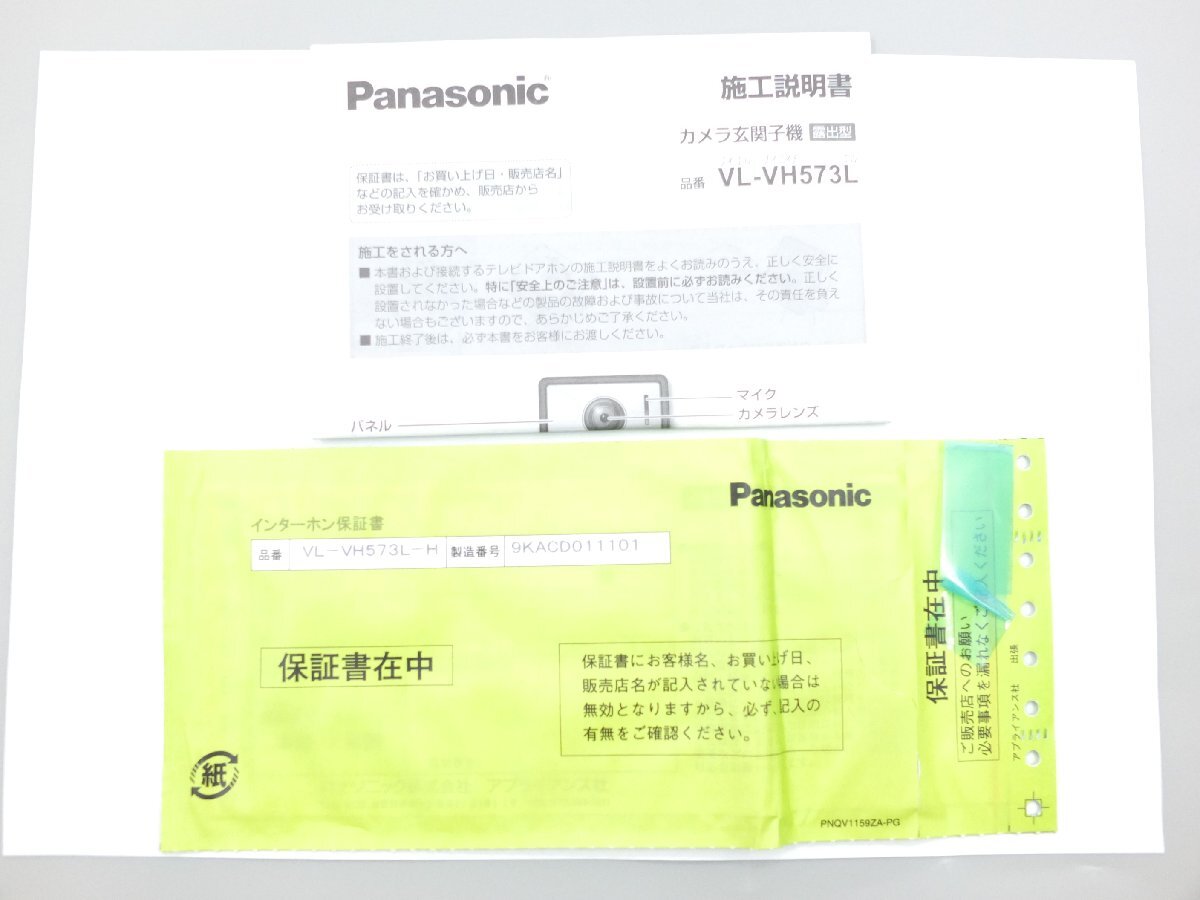 Panasonic
施工説明書
カメラ玄関子機 露出型
品番 VL-VH573L
保証書は、「お買い上げ日・販売店名」
などの記入を確かめ、販売店から
お受け取りください。
施工をされる方へ
■ 本書および接続するテレビドアホンの施工説明書をよくお読みのうえ、正しく安全に
設置してください。特に「安全上のご注意」は、設置前に必ずお読みください。正しく
設置されなかった場合などの製品の故障および事故について当社は、その責任を負え
ない場合もございますので、あらかじめご了承ください。
■ 施工終了後は、必ず本書をお客様にお渡しください。
マイク
カメラレンズ
パネル
Panasonic
インターホン保証書
品番 VL-VH573L-H 製造番号 9KACD011101
保証書在中
保証書にお客様名、お買い上げ日、
販売店名が記入されていない場合は
無効となりますから、必ず、記入の
有無をご確認ください。
紙
PNQV1159ZA-PG
保証書在中
ご販売店へのお願い
必要事項を漏れなくご記入ください
アプライアンス社 出張